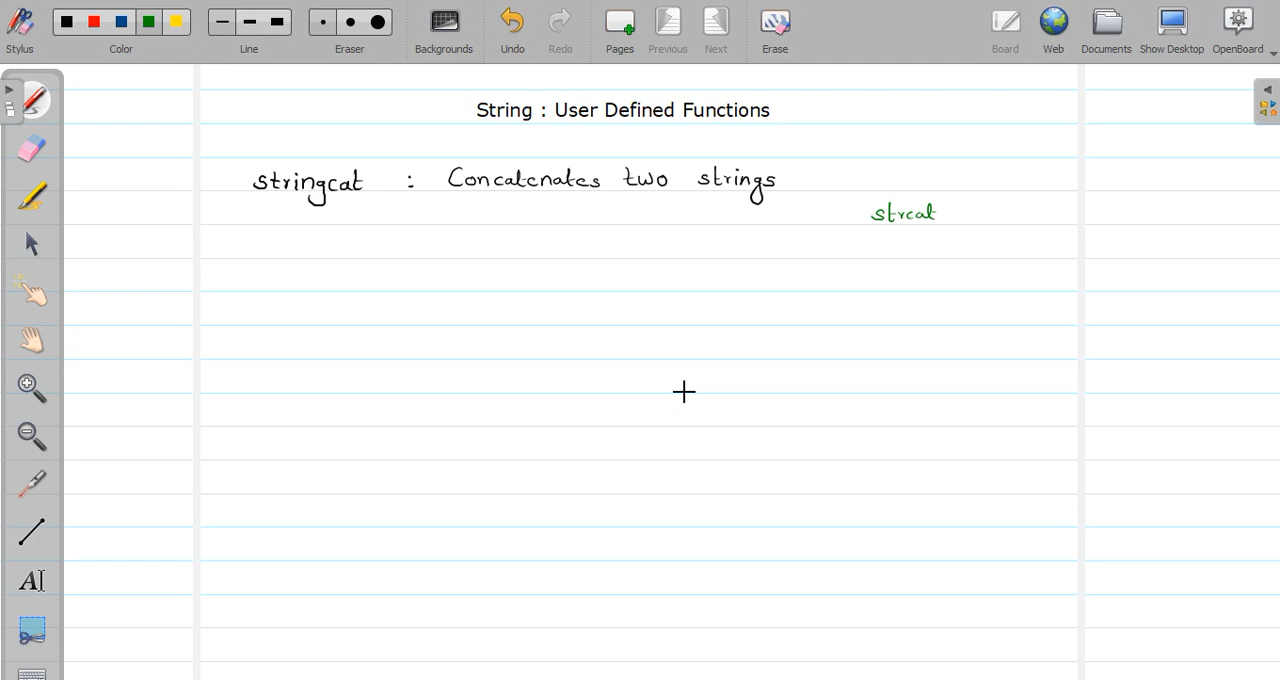 Stylus Color Line Eraser Backgrounds Undo Redo Pages Previous Next Erase Board Web Documents Show Desktop OpenBoard
String : User Defined Functions
stringcat : Concatenates two strings
strcat